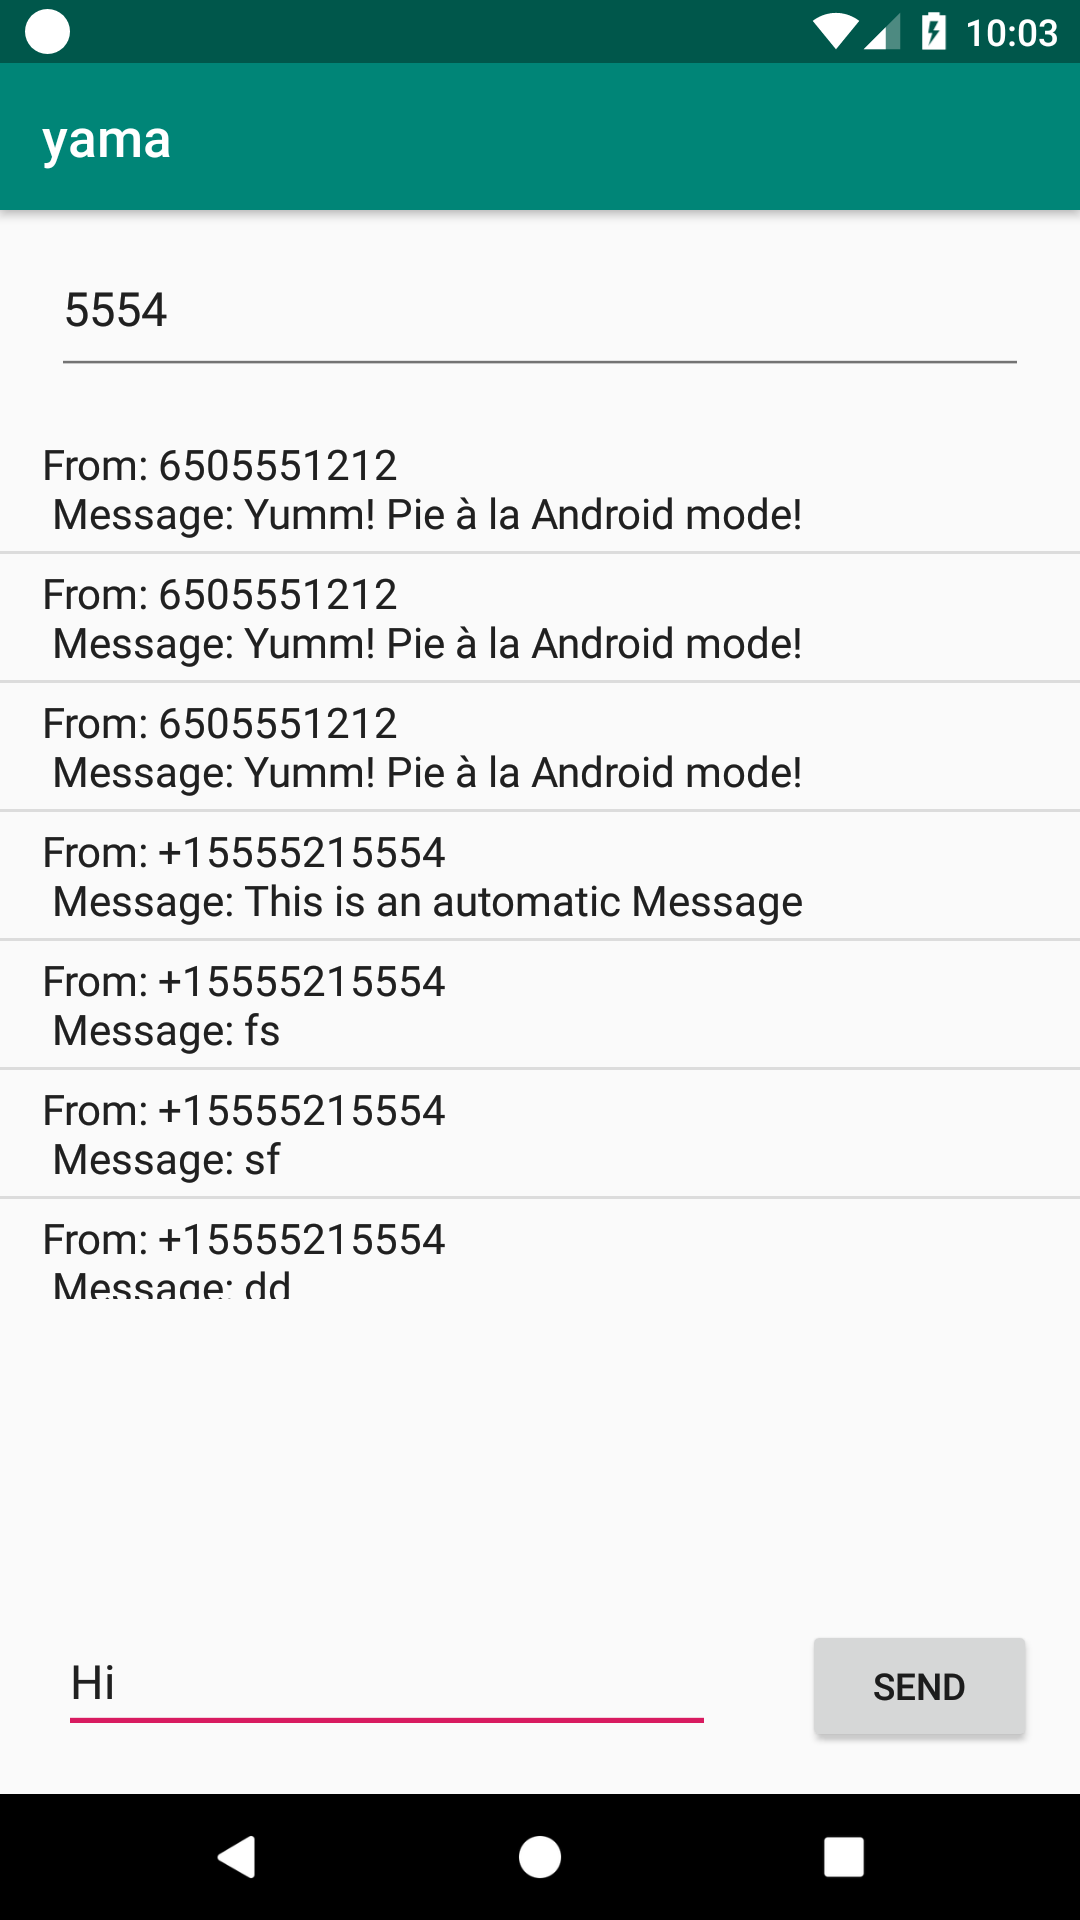 10:03
yama
5554
From: 6505551212
Message: Yumm! Pie à la Android mode!
From: 6505551212
Message: Yumm! Pie à la Android mode!
From: 6505551212
Message: Yumm! Pie à la Android mode!
From: +15555215554
Message: This is an automatic Message
From: +15555215554
Message: fs
From: +15555215554
Message: sf
From: +15555215554
Message: dd
Hi
SEND